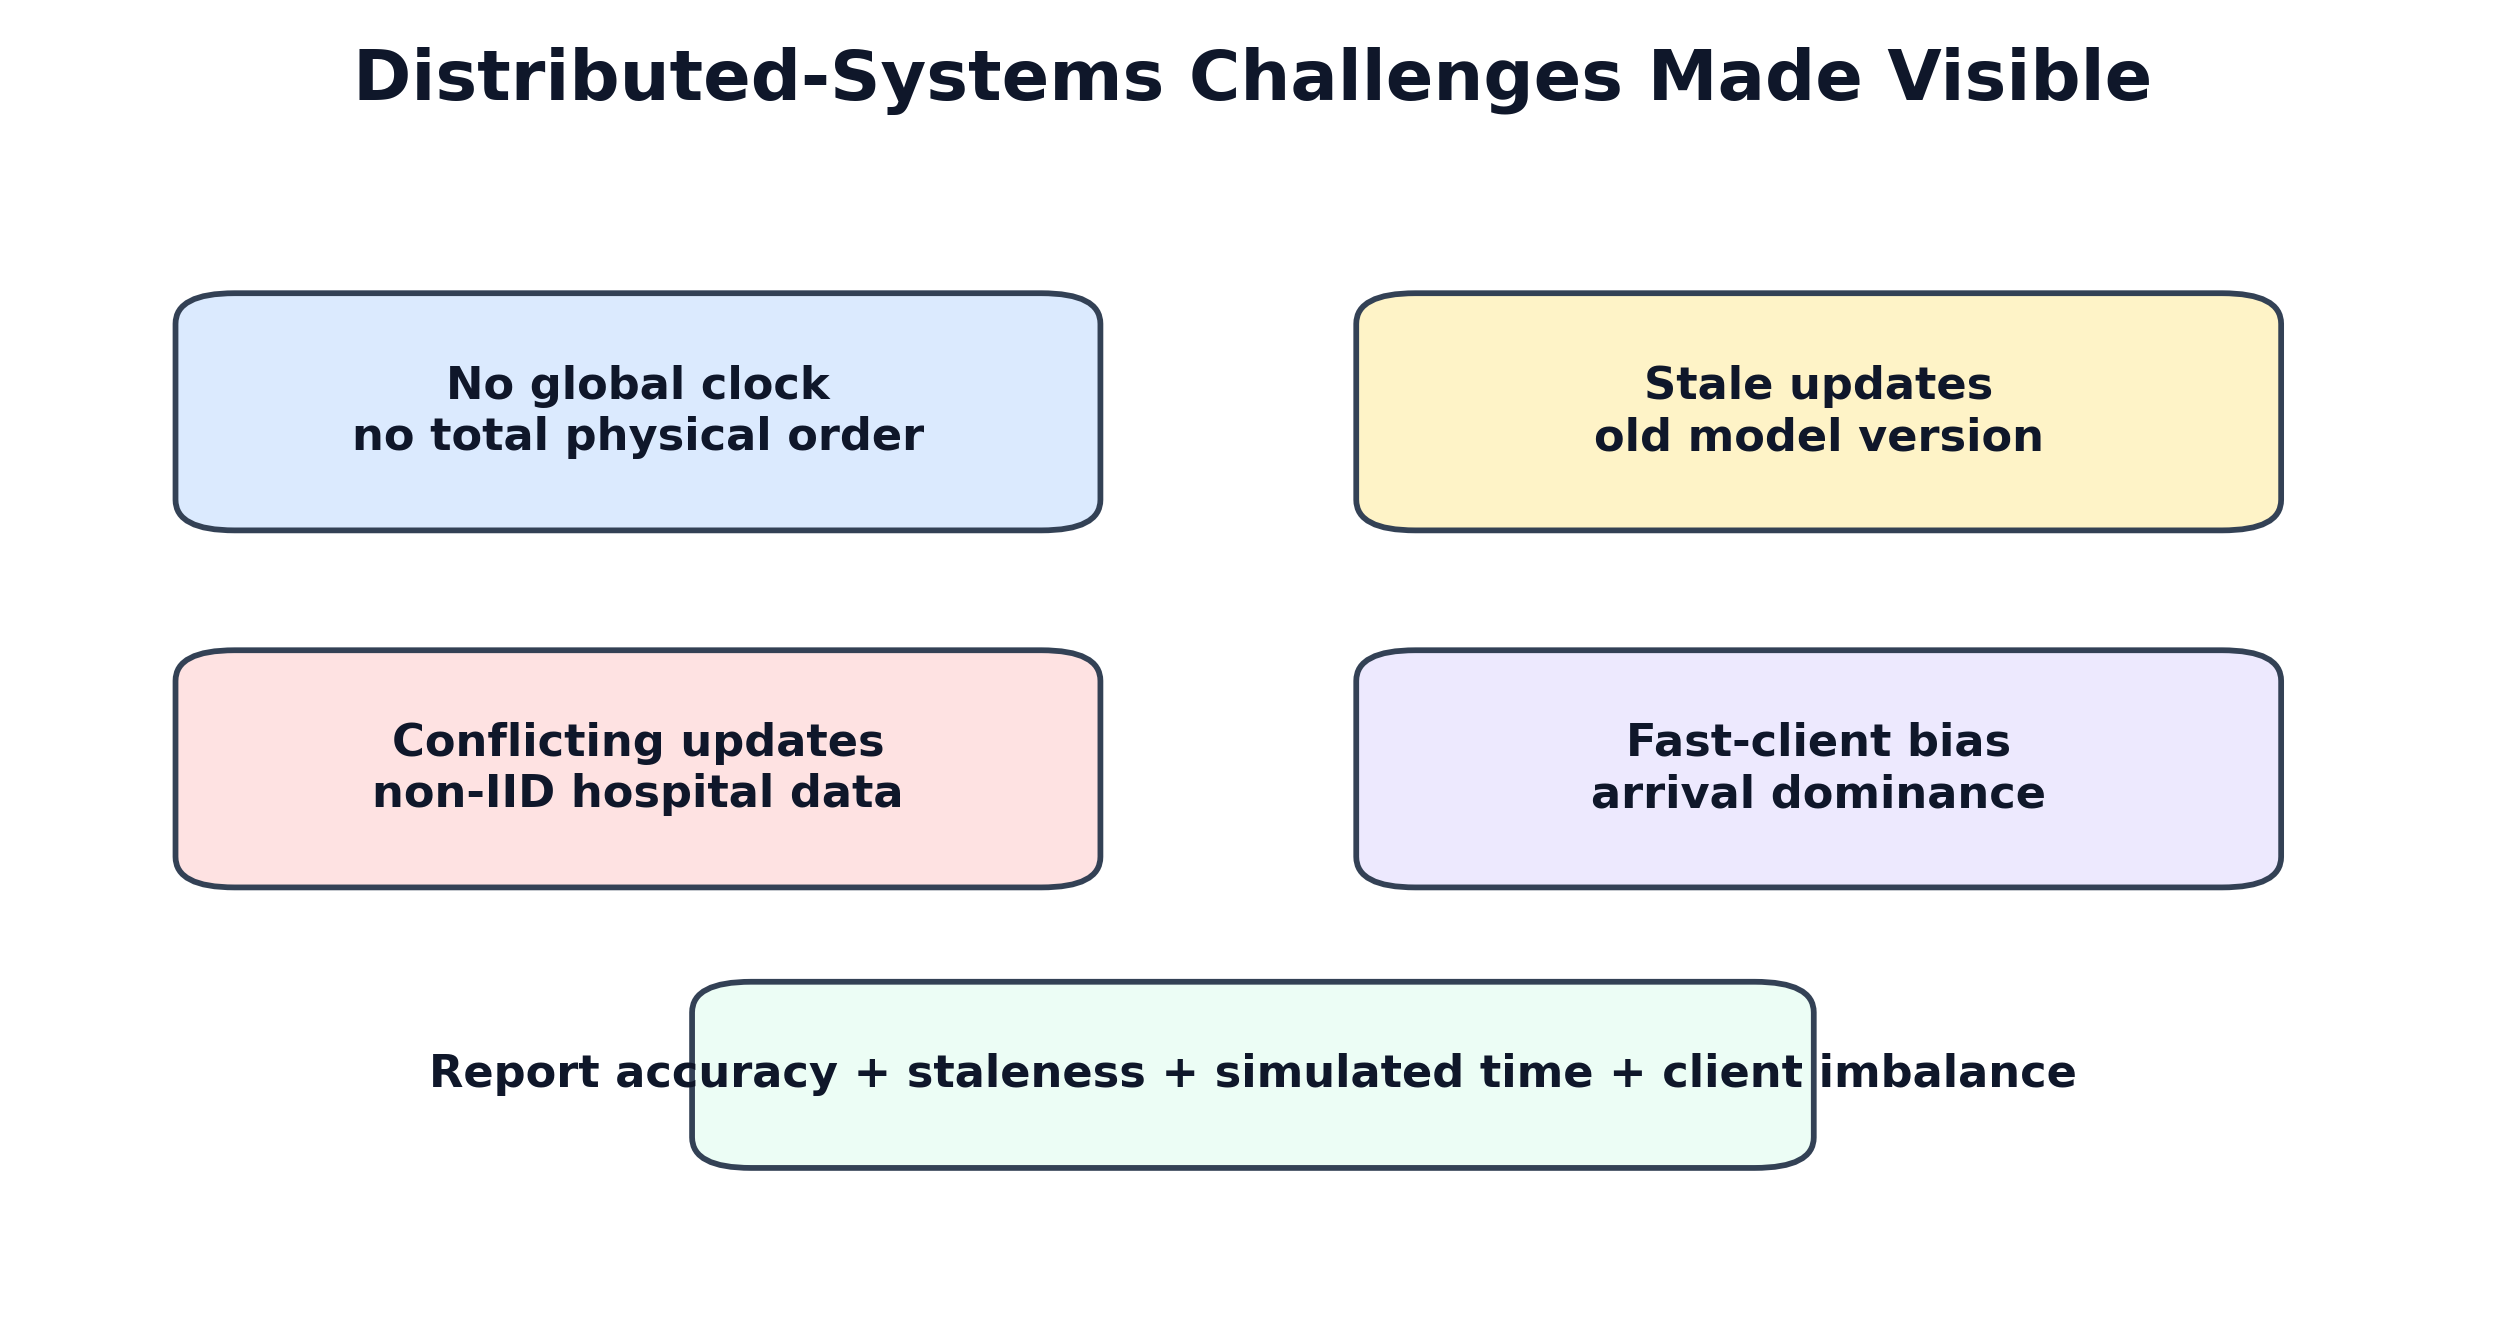 Distributed-Systems Challenges Made Visible
No global clock
no total physical order
Stale updates
old model version
Conflicting updates
non-IID hospital data
Fast-client bias
arrival dominance
Report accuracy + staleness + simulated time + client imbalance